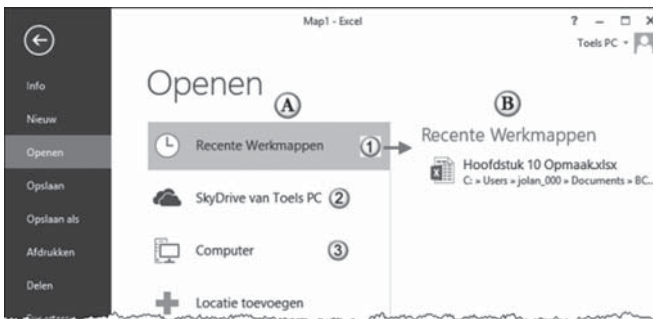 Map1 - Excel
?
Toels PC
Info
Nieuw
Openen
Opslaan
Opslaan als
Afdrukken
Delen
Openen
A
Recente Werkmappen
1
SkyDrive van Toels PC
2
Computer
3
Locatie toevoegen
B
Recente Werkmappen
Hoofdstuk 10 Opmaak.xlsx
C: » Users » jolan_000 » Documents » BC...